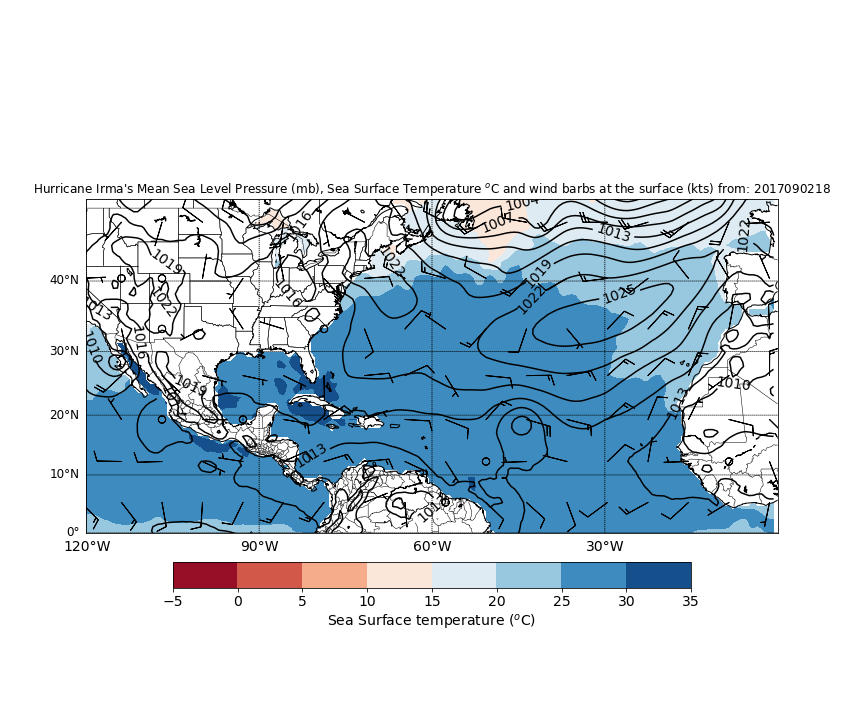 Hurricane Irma's Mean Sea Level Pressure (mb), Sea Surface Temperature °C and wind barbs at the surface (kts) from: 2017090218
1004
1007
1016
1013
1022
1019
1022
1019
1022
1025
1022
1016
1013
1016
1010
1019
1010
1013
1013
40°N
30°N
20°N
10°N
0°
120°W 90°W 60°W 30°W
−5 0 5 10 15 20 25 30 35
Sea Surface temperature (°C)